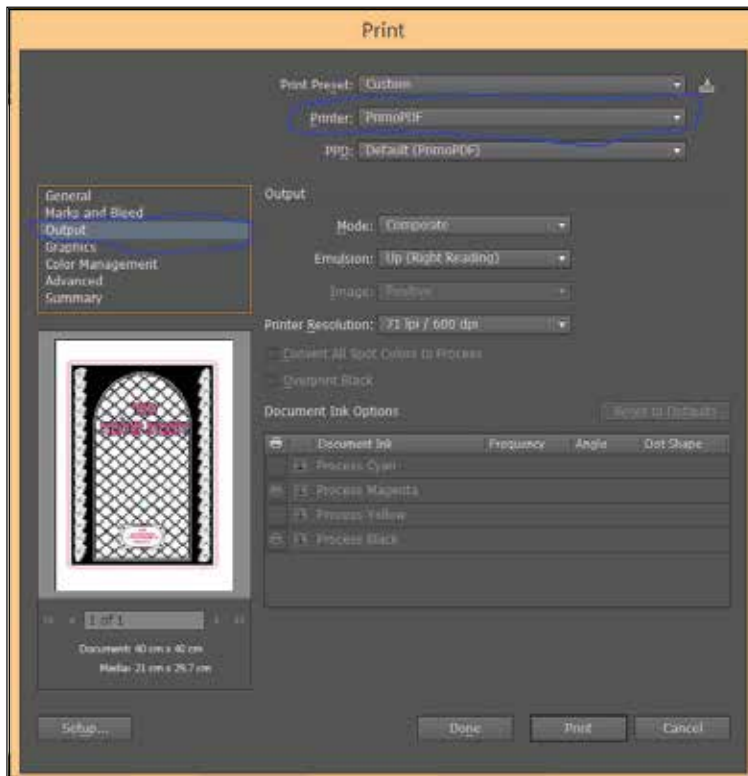 Print
Print Preset: Custom
Printer: PrimoPDF
PPD: Default (PrimoPDF)
General
Marks and Bleed
Output
Graphics
Color Management
Advanced
Summary
Output
Mode: Composite
Emulsion: Up (Right Reading)
Image: Positive
Printer Resolution: 71 lpi / 600 dpi
Convert All Spot Colors to Process
Overprint Black
Document Ink Options
Reset to Defaults
Document Ink Frequency Angle Dot Shape
Process Cyan
Process Magenta
Process Yellow
Process Black
1 of 1
Document: 40 cm x 40 cm
Media: 21 cm x 29.7 cm
Setup...
Done
Print
Cancel